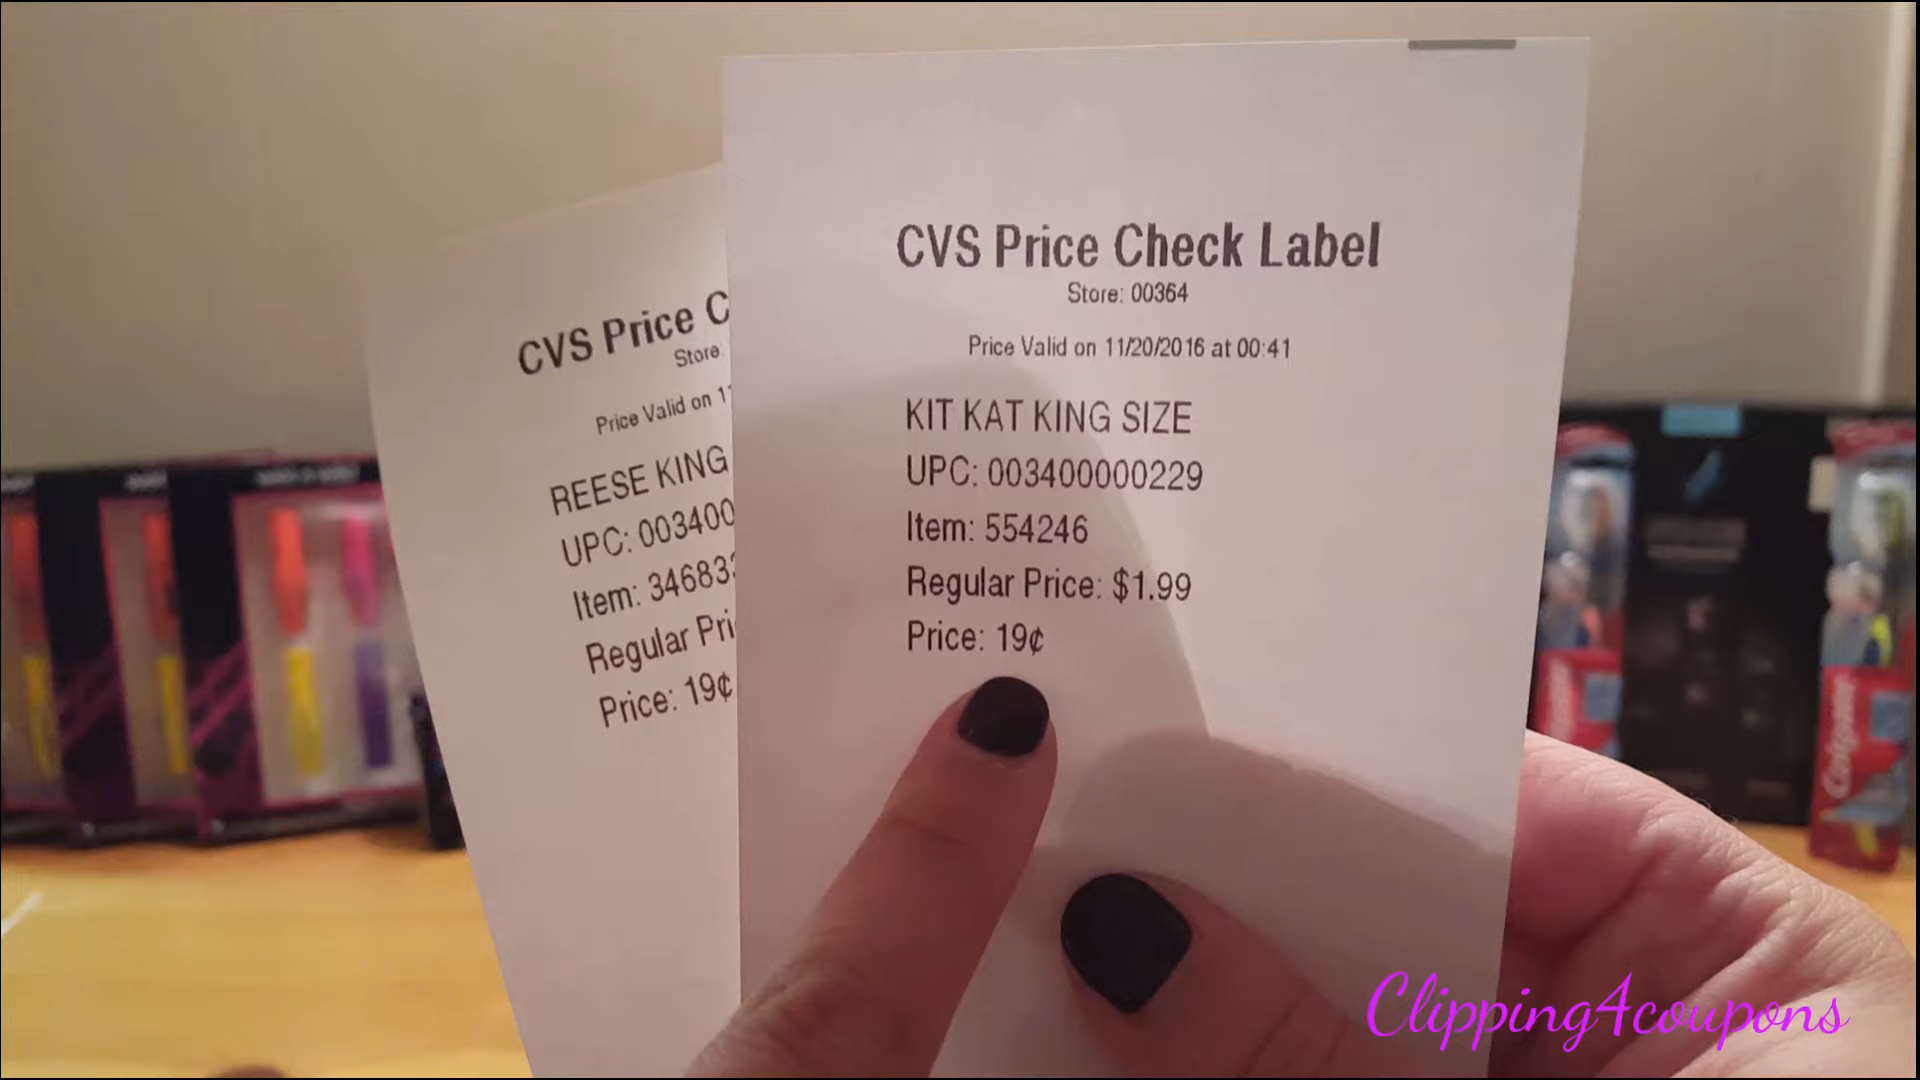 CVS Price Check Label
Store: 00364
Price Valid on 11/20/2016 at 00:41
KIT KAT KING SIZE
UPC: 003400000229
Item: 554246
Regular Price: $1.99
Price: 19¢
CVS Price C
Store
Price Valid on 1
REESE KING
UPC: 003400
Item: 34683
Regular Pri
Price: 19¢
Colgate
Clipping4coupons